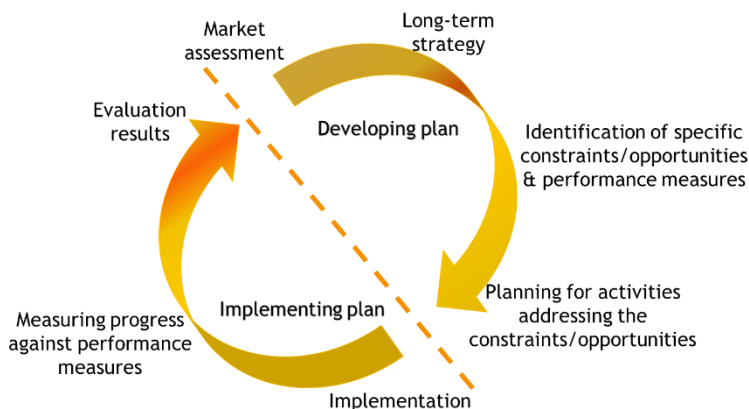 Market
assessment
Long-term
strategy
Evaluation
results
Developing plan
Identification of specific
constraints/opportunities
& performance measures
Implementing plan
Planning for activities
addressing the
constraints/opportunities
Measuring progress
against performance
measures
Implementation